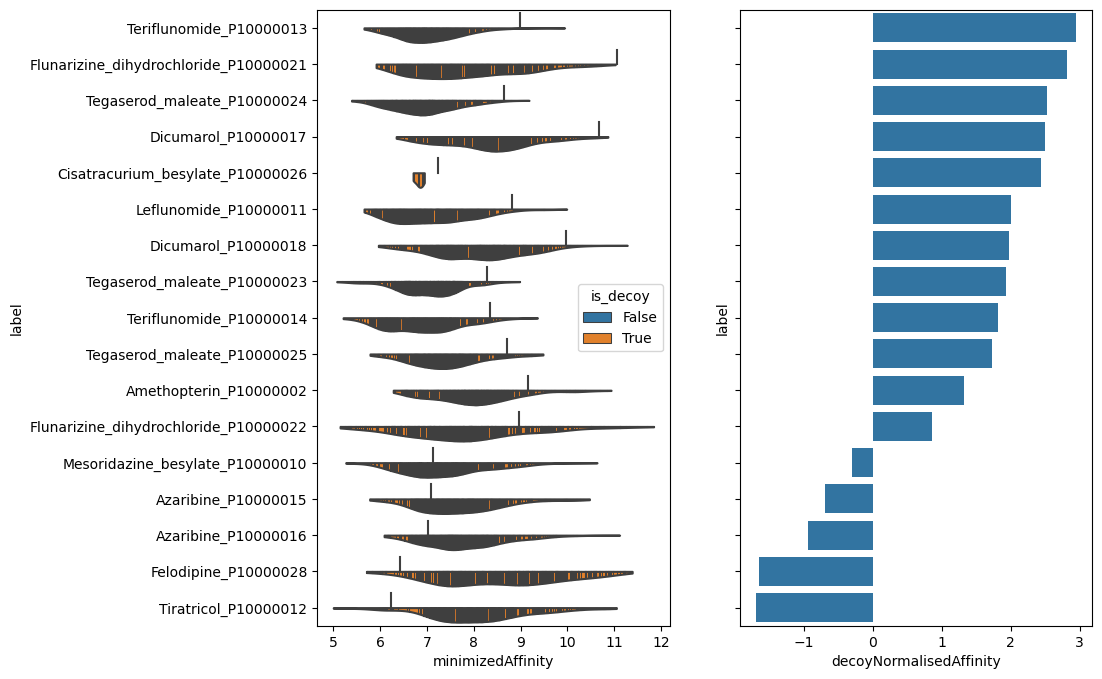 label
Teriflunomide_P10000013
Flunarizine_dihydrochloride_P10000021
Tegaserod_maleate_P10000024
Dicumarol_P10000017
Cisatracurium_besylate_P10000026
Leflunomide_P10000011
Dicumarol_P10000018
Tegaserod_maleate_P10000023
Teriflunomide_P10000014
Tegaserod_maleate_P10000025
Amethopterin_P10000002
Flunarizine_dihydrochloride_P10000022
Mesoridazine_besylate_P10000010
Azaribine_P10000015
Azaribine_P10000016
Felodipine_P10000028
Tiratricol_P10000012
is_decoy
False
True
5 6 7 8 9 10 11 12
minimizedAffinity
label
−1 0 1 2 3
decoyNormalisedAffinity